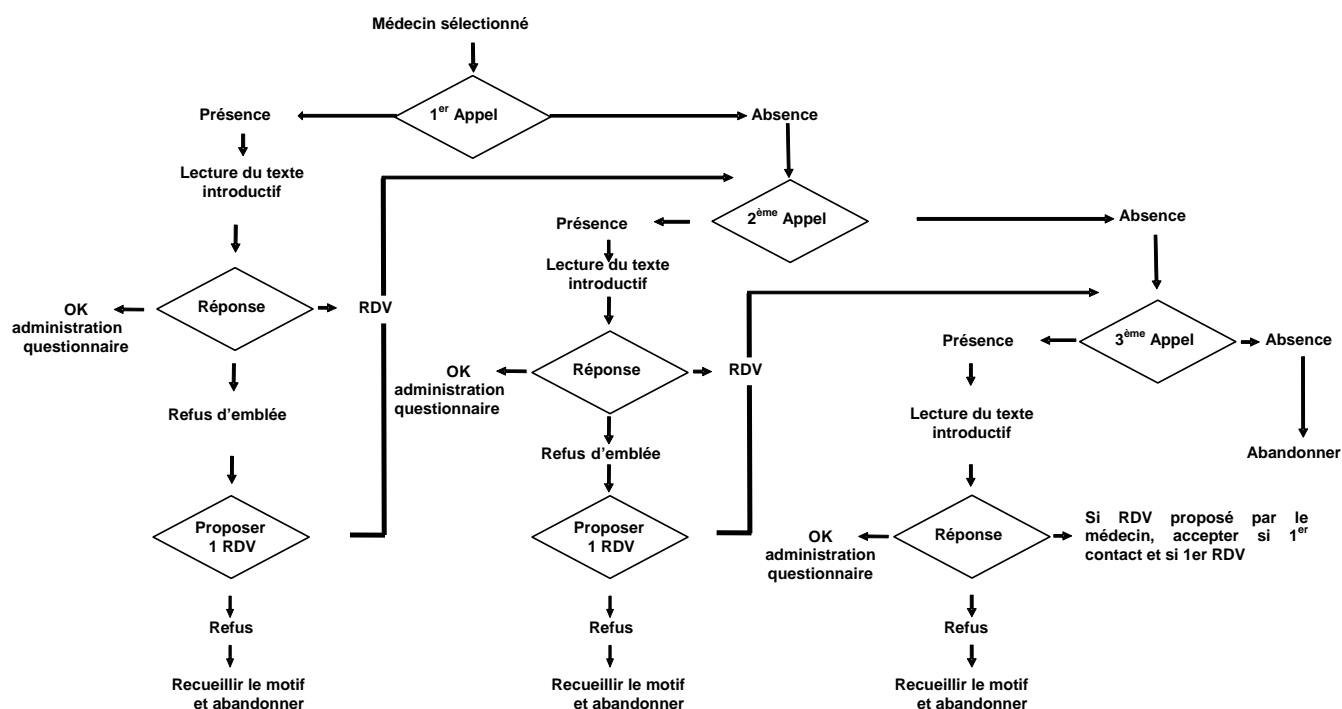 Médecin sélectionné
1er Appel
Présence
Absence
Lecture du texte
introductif
2ème Appel
Présence
Absence
Lecture du texte
introductif
Réponse
RDV
OK
administration
questionnaire
3ème Appel
Présence
Absence
Réponse
RDV
OK
administration
questionnaire
Refus d'emblée
Lecture du texte
introductif
Abandonner
Refus d'emblée
Proposer
1 RDV
Proposer
1 RDV
Réponse
OK
administration
questionnaire
Si RDV proposé par le
médecin, accepter si 1er
contact et si 1er RDV
Refus
Refus
Refus
Recueillir le motif
et abandonner
Recueillir le motif
et abandonner
Recueillir le motif
et abandonner